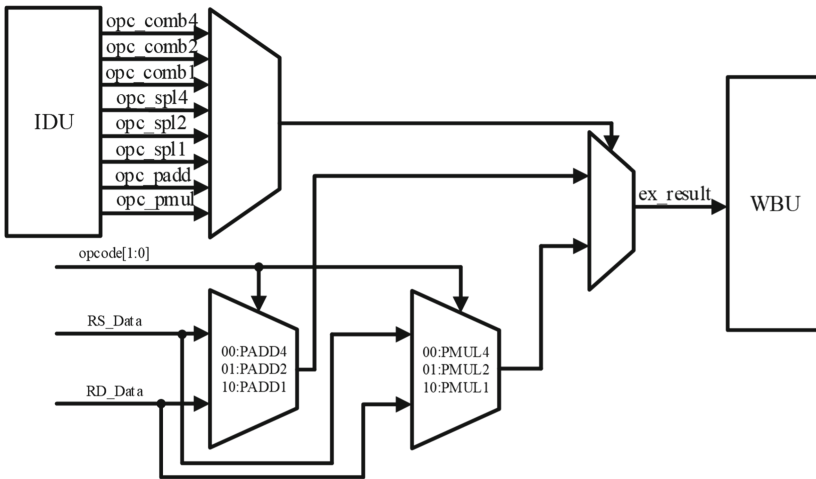 opc_comb4
opc_comb2
opc_comb1
opc_spl4
IDU
opc_spl2
opc_spl1
opc_padd
opc_pmul
ex_result
WBU
opcode[1:0]
RS_Data
00:PADD4
01:PADD2
10:PADD1
00:PMUL4
01:PMUL2
10:PMUL1
RD_Data